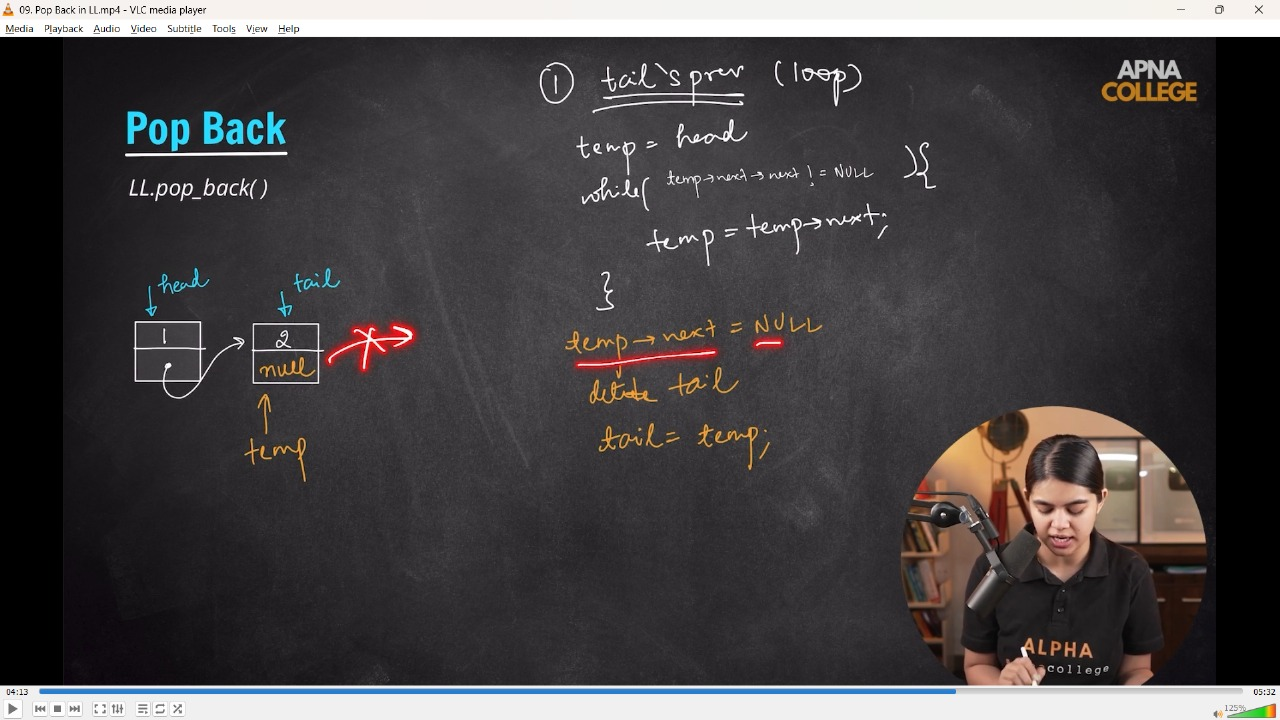 09. Pop Back in LL.mp4 - VLC media player
Media Playback Audio Video Subtitle Tools View Help
① tail's prev (loop)
APNA
COLLEGE
Pop Back
LL.pop_back( )
temp = head
while( temp→next→next != NULL ){
temp = temp→next;
}
head
tail
1
2
null
temp
temp→next = NULL
delete tail
tail = temp;
ALPHA
college
04:13
05:32
125%